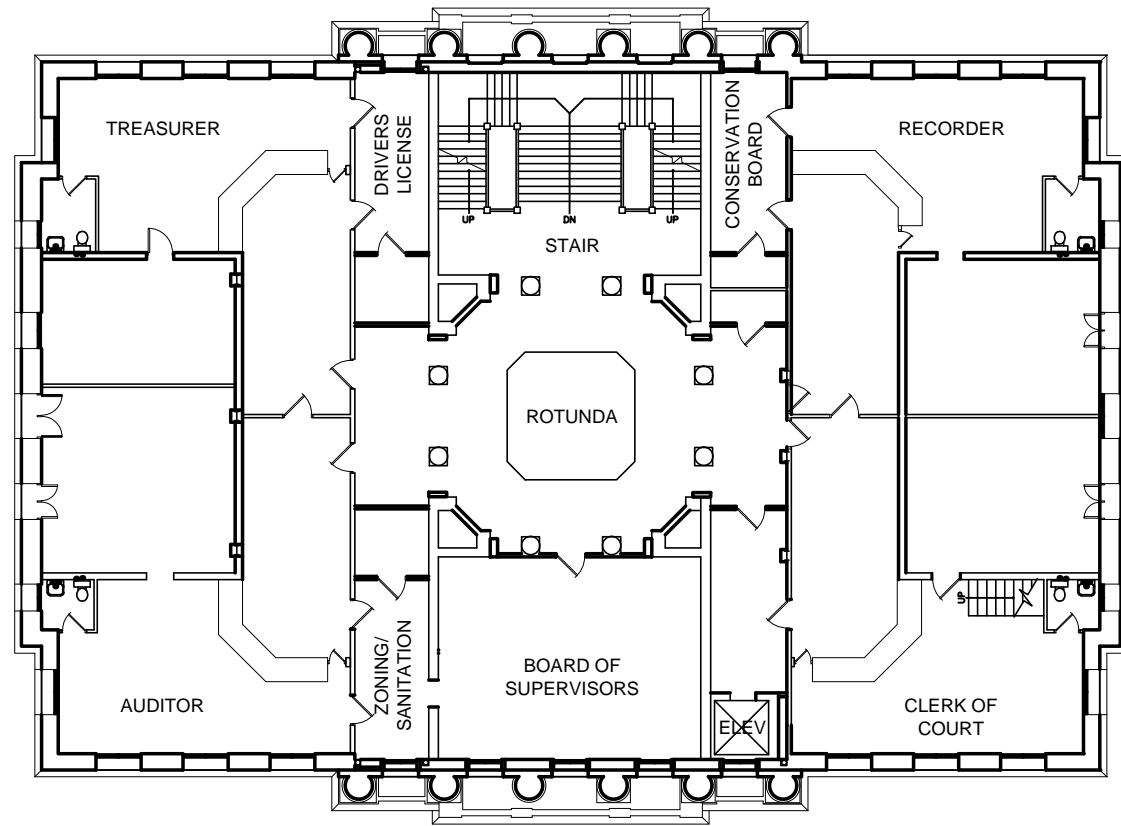 TREASURER
DRIVERS
LICENSE
CONSERVATION
BOARD
RECORDER
UP
DN
UP
STAIR
ROTUNDA
UP
ZONING/
SANITATION
BOARD OF
SUPERVISORS
AUDITOR
ELEV
CLERK OF
COURT